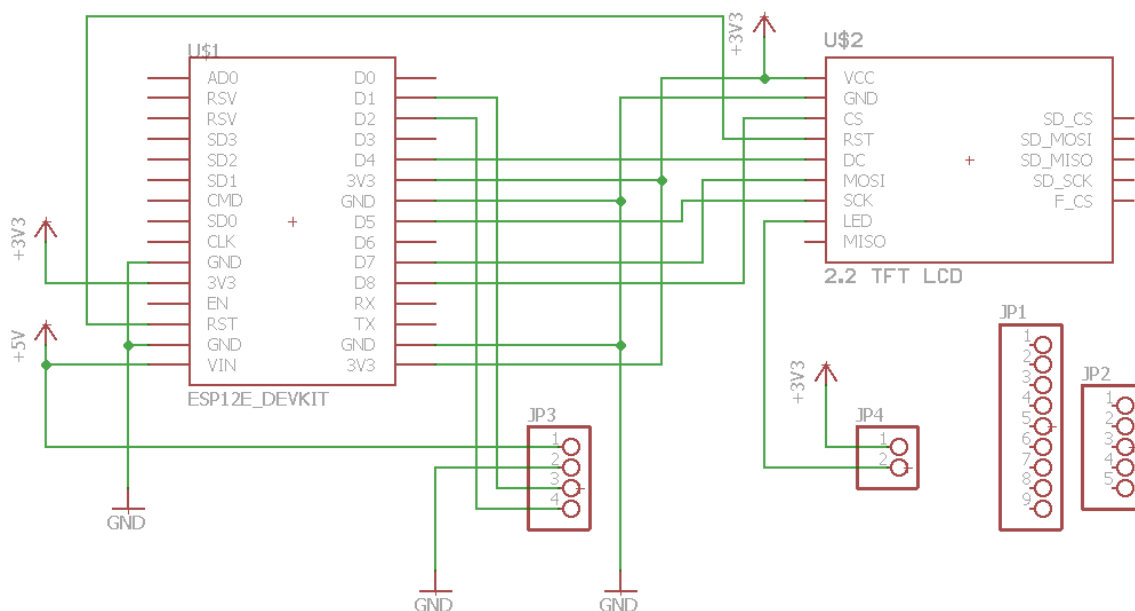 U$1
AD0
RSV
RSV
SD3
SD2
SD1
CMD
SD0
CLK
GND
3V3
EN
RST
GND
VIN
D0
D1
D2
D3
D4
3V3
GND
D5
D6
D7
D8
RX
TX
GND
3V3
ESP12E_DEVKIT
+3V3
+5V
GND
+3V3
U$2
VCC
GND
CS
RST
DC
MOSI
SCK
LED
MISO
SD_CS
SD_MOSI
SD_MISO
SD_SCK
F_CS
2.2 TFT LCD
JP3
1
2
3
4
GND
GND
+3V3
JP4
1
2
JP1
1
2
3
4
5
6
7
8
9
JP2
1
2
3
4
5